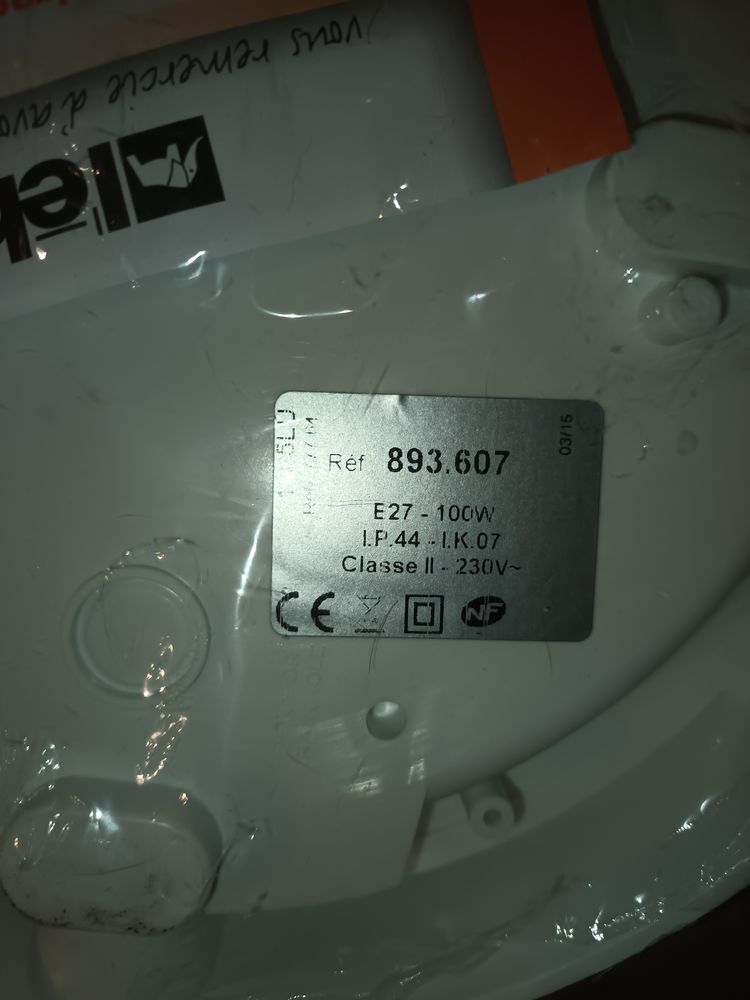 vous remercie d'avo
Réf 893.607
03/15
E27 - 100W
I.P.44 - I.K.07
Classe II - 230V~
CE
NF